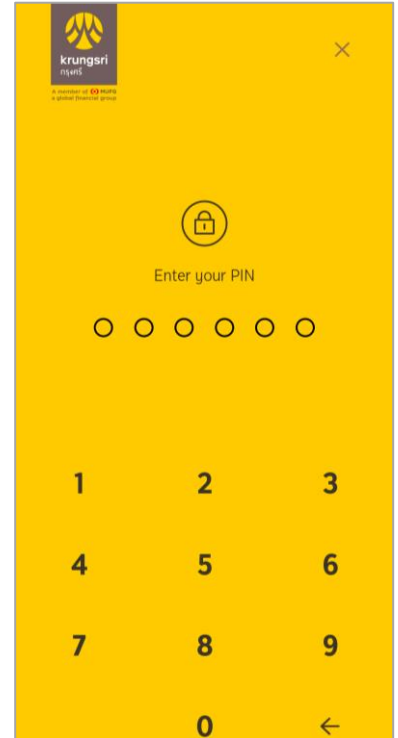 krungsri
กรุงศรี
A member of MUFG
a global financial group
Enter your PIN
1 2 3
4 5 6
7 8 9
0